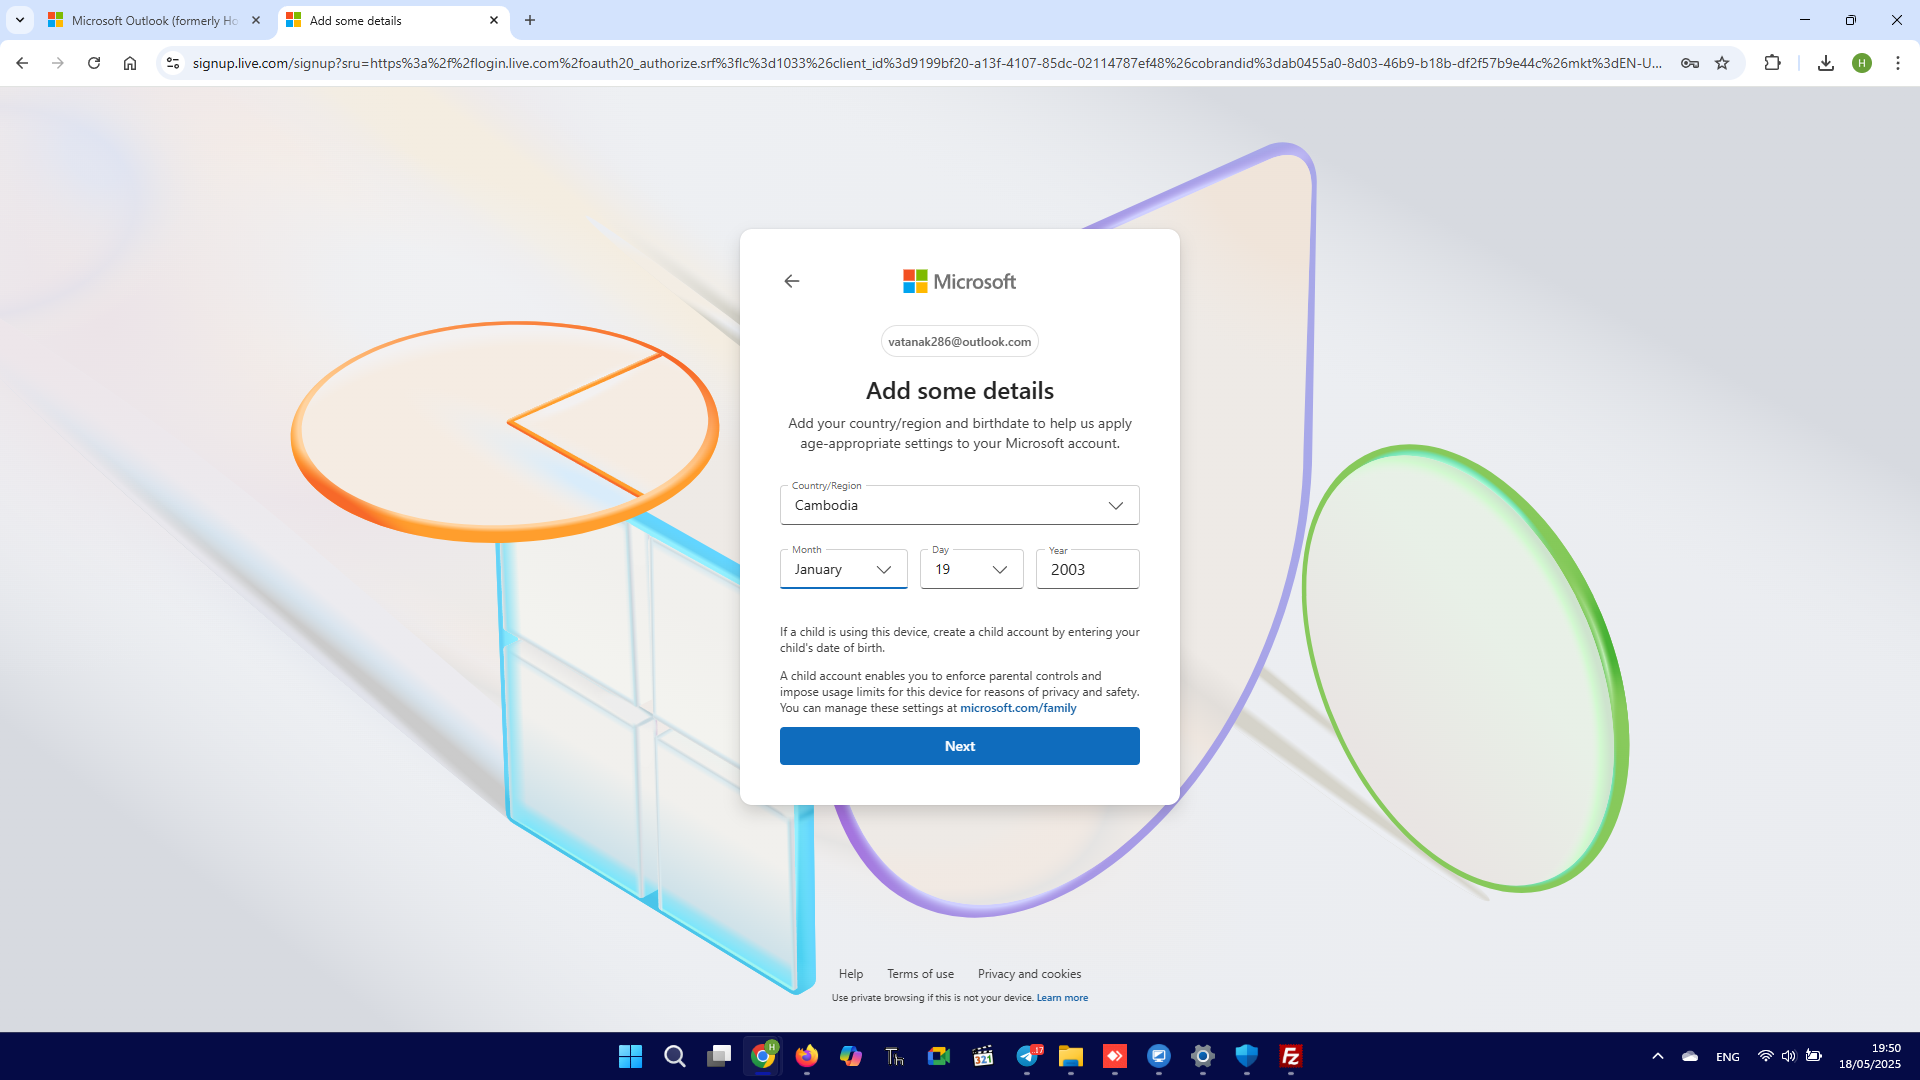 Microsoft Outlook (formerly Ho
Add some details
signup.live.com/signup?sru=https%3a%2f%2flogin.live.com%2foauth20_authorize.srf%3flc%3d1033%26client_id%3d9199bf20-a13f-4107-85dc-02114787ef48%26cobrandid%3dab0455a0-8d03-46b9-b18b-df2f57b9e44c%26mkt%3dEN-U...
H
Microsoft
vatanak286@outlook.com
Add some details
Add your country/region and birthdate to help us apply
age-appropriate settings to your Microsoft account.
Country/Region
Cambodia
Month Day Year
January 19 2003
If a child is using this device, create a child account by entering your
child's date of birth.
A child account enables you to enforce parental controls and
impose usage limits for this device for reasons of privacy and safety.
You can manage these settings at microsoft.com/family
Next
Help Terms of use Privacy and cookies
Use private browsing if this is not your device. Learn more
H
321
17
ENG
19:50
18/05/2025